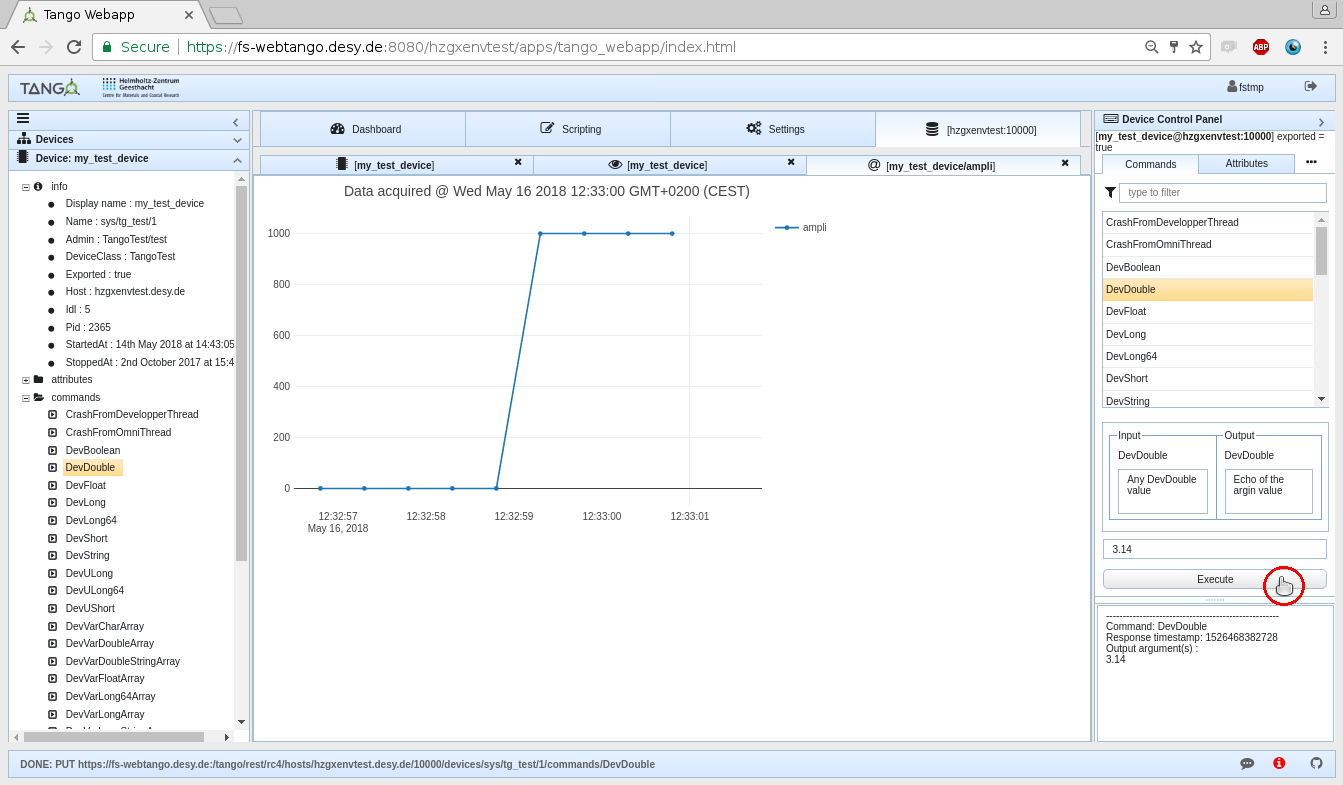 Tango Webapp
Secure https://fs-webtango.desy.de:8080/hzgxenvtest/apps/tango_webapp/index.html
ABP
TANGO
Helmholtz-Zentrum
Geesthacht
Centre for Materials and Coastal Research
fstmp
Devices
Device: my_test_device
info
Display name : my_test_device
Name : sys/tg_test/1
Admin : TangoTest/test
DeviceClass : TangoTest
Exported : true
Host : hzgxenvtest.desy.de
Idl : 5
Pid : 2365
StartedAt : 14th May 2018 at 14:43:05
StoppedAt : 2nd October 2017 at 15:4
attributes
commands
CrashFromDevelopperThread
CrashFromOmniThread
DevBoolean
DevDouble
DevFloat
DevLong
DevLong64
DevShort
DevString
DevULong
DevULong64
DevUShort
DevVarCharArray
DevVarDoubleArray
DevVarDoubleStringArray
DevVarFloatArray
DevVarLong64Array
DevVarLongArray
Dashboard
Scripting
Settings
[hzgxenvtest:10000]
[my_test_device]
[my_test_device]
@ [my_test_device/ampli]
Data acquired @ Wed May 16 2018 12:33:00 GMT+0200 (CEST)
1000
800
600
400
200
0
12:32:57
May 16, 2018
12:32:58
12:32:59
12:33:00
12:33:01
ampli
Device Control Panel
[my_test_device@hzgxenvtest:10000] exported =
true
Commands
Attributes
type to filter
CrashFromDevelopperThread
CrashFromOmniThread
DevBoolean
DevDouble
DevFloat
DevLong
DevLong64
DevShort
DevString
Input
DevDouble
Any DevDouble
value
Output
DevDouble
Echo of the
argin value
3.14
Execute
------------------------------------------------------
Command: DevDouble
Response timestamp: 1526468382728
Output argument(s) :
3.14
DONE: PUT https://fs-webtango.desy.de:/tango/rest/rc4/hosts/hzgxenvtest.desy.de/10000/devices/sys/tg_test/1/commands/DevDouble